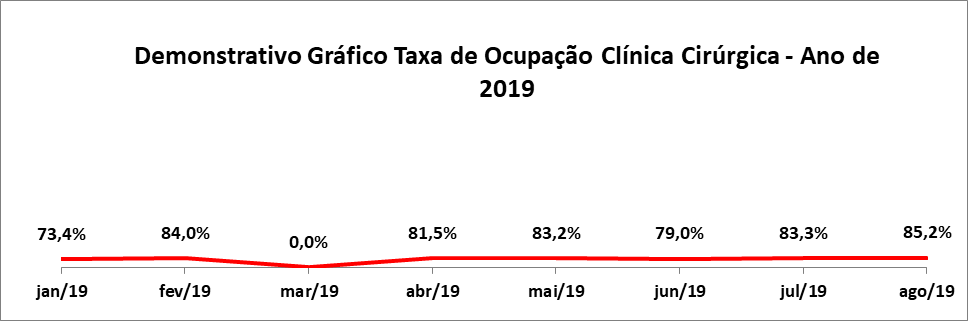 Demonstrativo Gráfico Taxa de Ocupação Clínica Cirúrgica - Ano de
2019
73,4% 84,0% 0,0% 81,5% 83,2% 79,0% 83,3% 85,2%
jan/19 fev/19 mar/19 abr/19 mai/19 jun/19 jul/19 ago/19